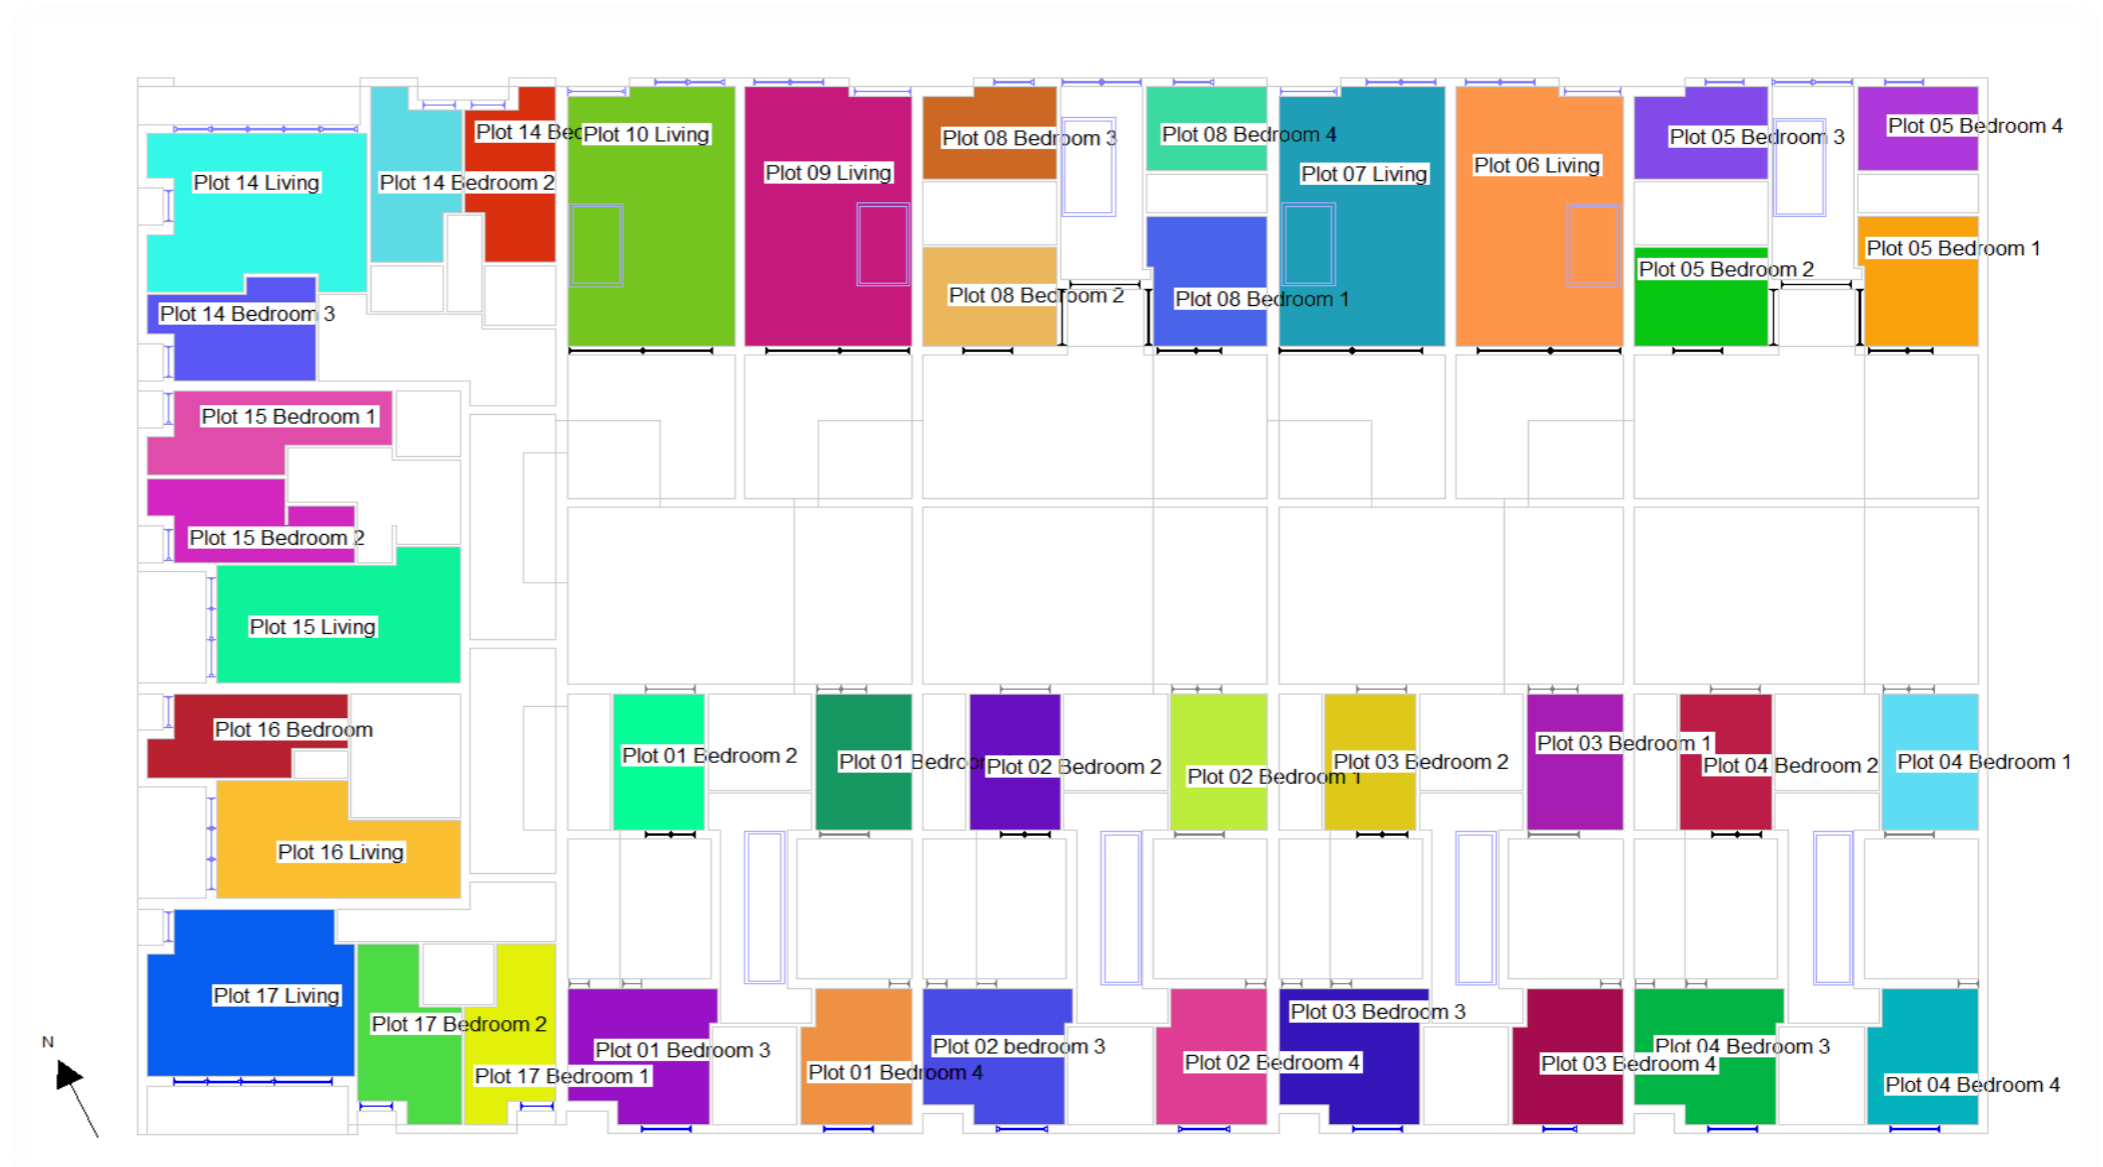 Plot 14 Living
Plot 14 Bedroom 2
Plot 14 Bed
Plot 10 Living
Plot 09 Living
Plot 08 Bedroom 3
Plot 08 Bedroom 4
Plot 07 Living
Plot 06 Living
Plot 05 Bedroom 3
Plot 05 Bedroom 4
Plot 08 Bedroom 2
Plot 08 Bedroom 1
Plot 05 Bedroom 2
Plot 05 Bedroom 1
Plot 14 Bedroom 3
Plot 15 Bedroom 1
Plot 15 Bedroom 2
Plot 15 Living
Plot 16 Bedroom
Plot 16 Living
Plot 01 Bedroom 2
Plot 01 Bedroo
Plot 02 Bedroom 2
Plot 02 Bedroom 1
Plot 03 Bedroom 2
Plot 03 Bedroom 1
Plot 04 Bedroom 2
Plot 04 Bedroom 1
Plot 17 Living
Plot 17 Bedroom 2
Plot 17 Bedroom 1
Plot 01 Bedroom 3
Plot 01 Bedroom 4
Plot 02 bedroom 3
Plot 02 Bedroom 4
Plot 03 Bedroom 3
Plot 03 Bedroom 4
Plot 04 Bedroom 3
Plot 04 Bedroom 4
N